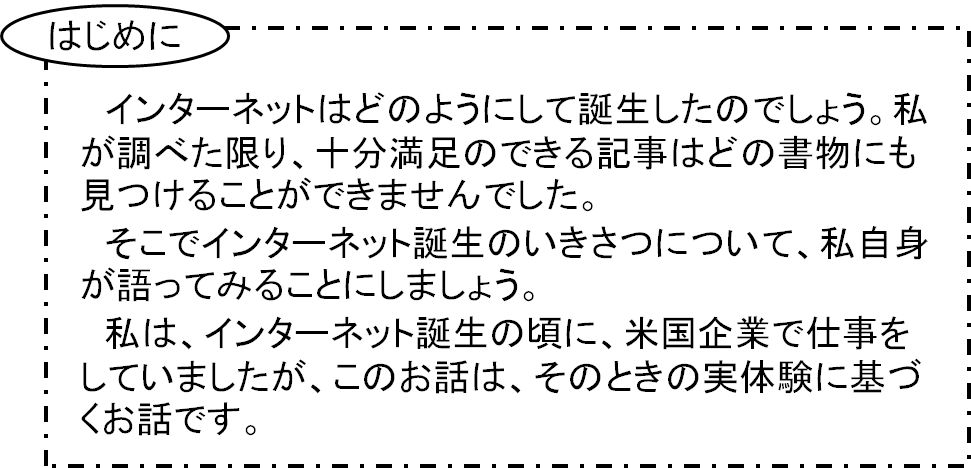 はじめに
インターネットはどのようにして誕生したのでしょう。私
が調べた限り、十分満足のできる記事はどの書物にも
見つけることができませんでした。
そこでインターネット誕生のいきさつについて、私自身
が語ってみることにしましょう。
私は、インターネット誕生の頃に、米国企業で仕事を
していましたが、このお話は、そのときの実体験に基づ
くお話です。